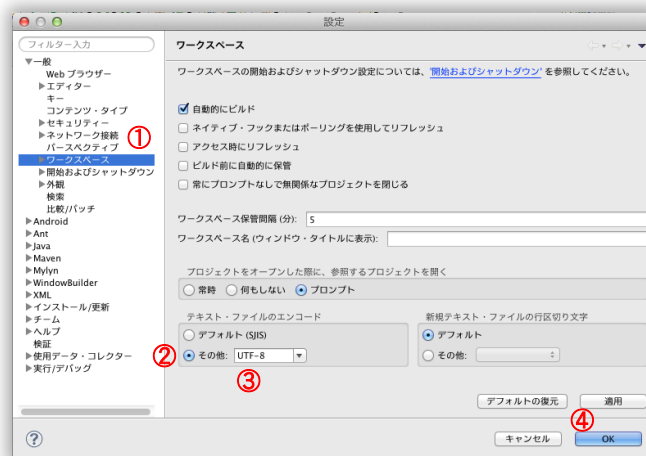 設定
フィルター入力
ワークスペース
▼一般
Web ブラウザー
▶エディター
キー
コンテンツ・タイプ
▶セキュリティー
▶ネットワーク接続
パースペクティブ
▶ワークスペース
▶開始およびシャットダウン
▶外観
検索
比較/パッチ
▶Android
▶Ant
▶Java
▶Maven
▶Mylyn
▶WindowBuilder
▶XML
▶インストール/更新
▶チーム
▶ヘルプ
検証
▶使用データ・コレクター
▶実行/デバッグ
①
ワークスペースの開始およびシャットダウン設定については、'開始およびシャットダウン' を参照してください。
自動的にビルド
ネイティブ・フックまたはポーリングを使用してリフレッシュ
アクセス時にリフレッシュ
ビルド前に自動的に保管
常にプロンプトなしで無関係なプロジェクトを閉じる
ワークスペース保管間隔 (分): 5
ワークスペース名 (ウィンドウ・タイトルに表示):
プロジェクトをオープンした際に、参照するプロジェクトを開く
常時 何もしない プロンプト
テキスト・ファイルのエンコード
デフォルト (SJIS)
② その他: UTF-8
③
新規テキスト・ファイルの行区切り文字
デフォルト
その他:
デフォルトの復元 適用
④
? キャンセル OK